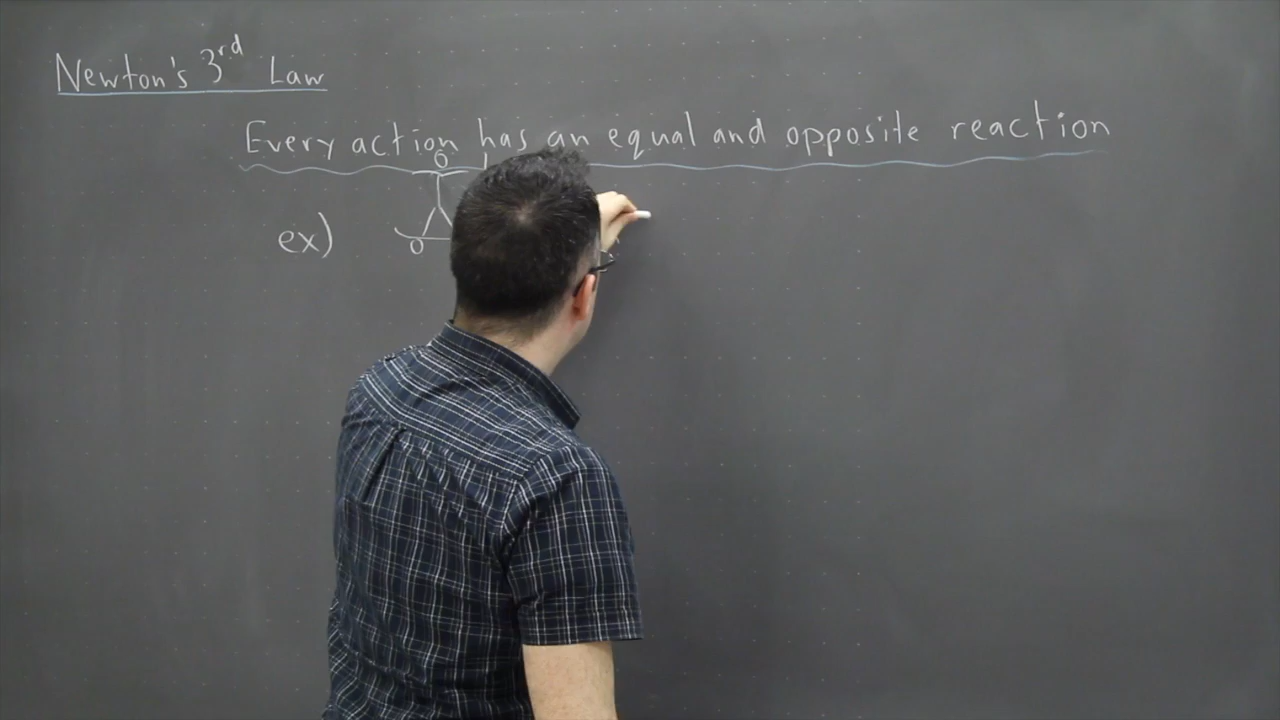 Newton's 3rd Law
Every action has an equal and opposite reaction
ex)